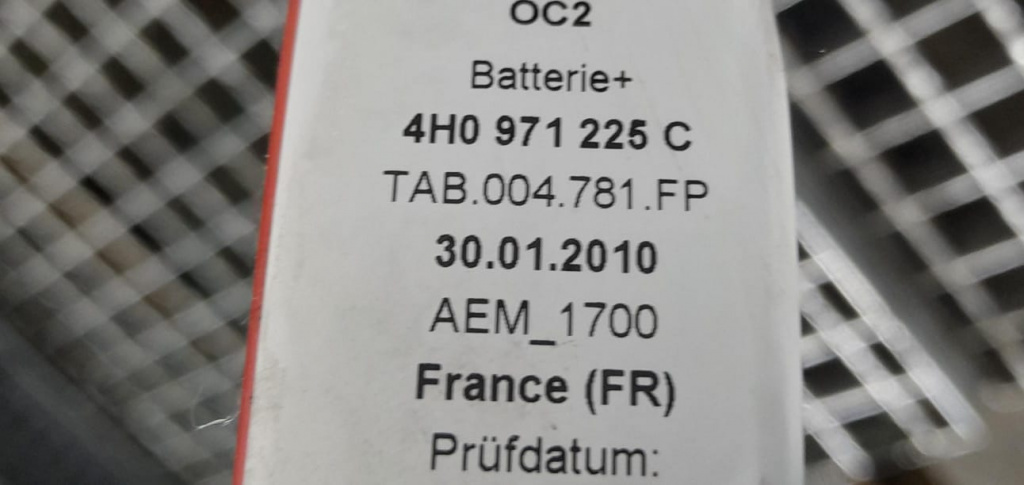 OC2
Batterie+
4H0 971 225 C
TAB.004.781.FP
30.01.2010
AEM_1700
France (FR)
Prüfdatum: